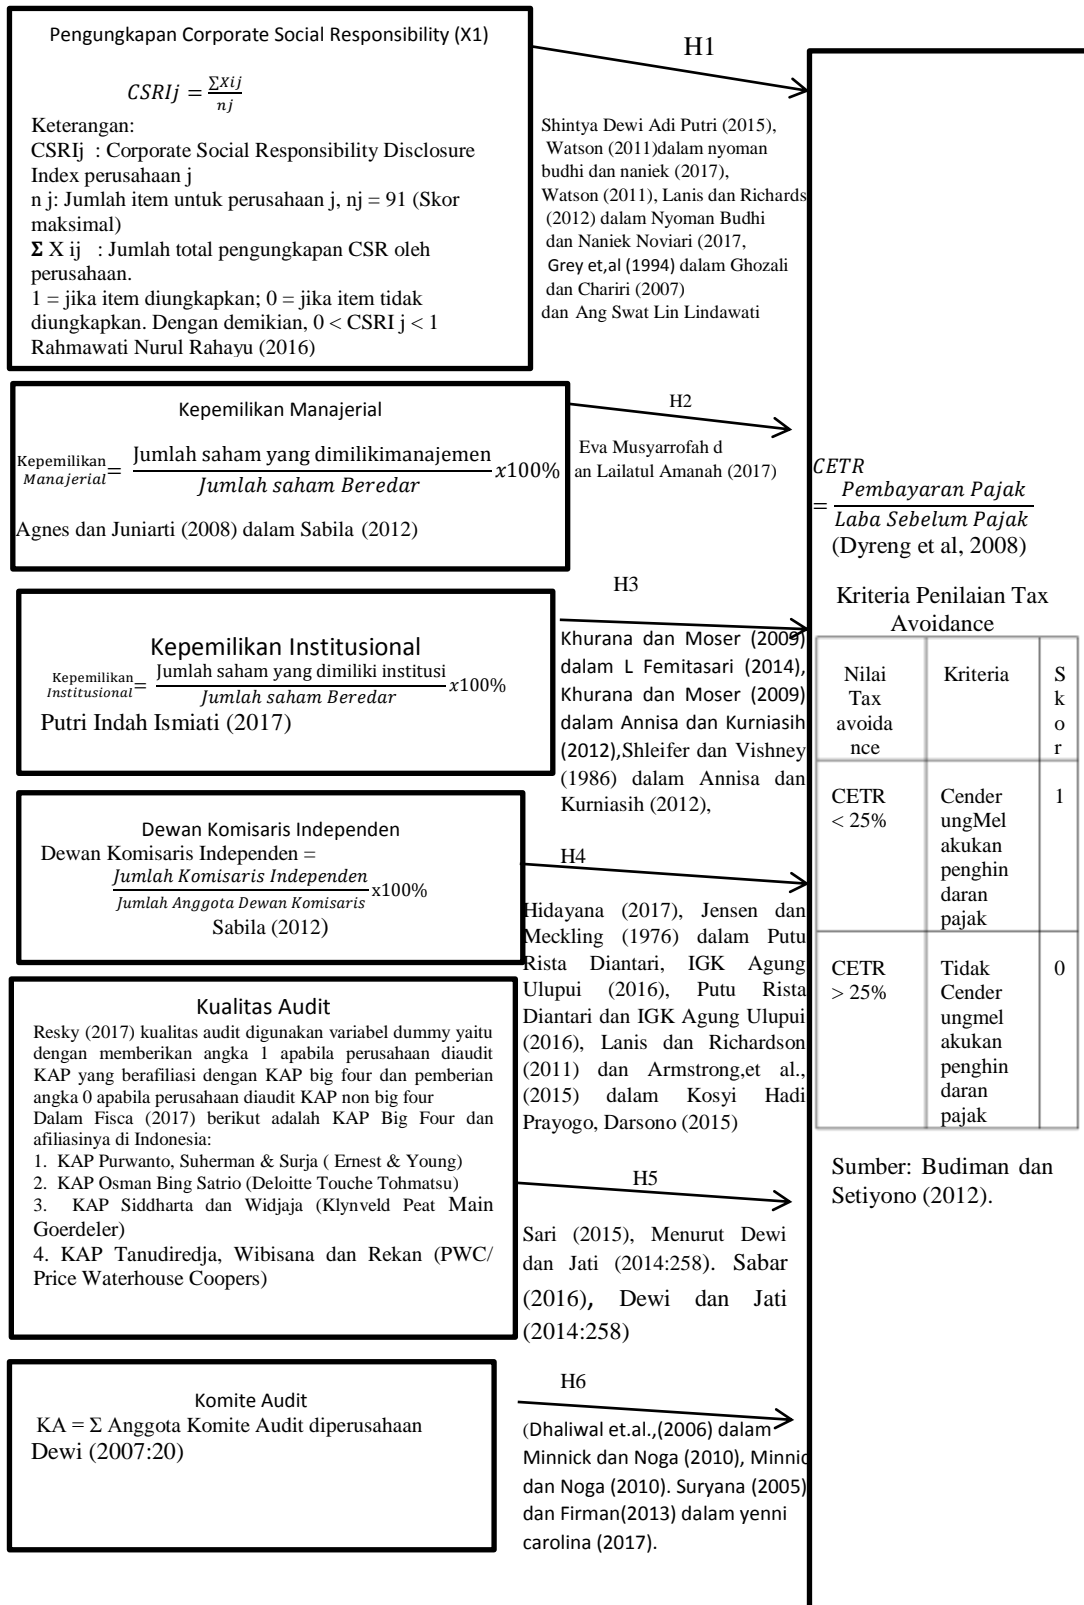 Pengungkapan Corporate Social Responsibility (X1)
CSRIj = ∑Xij / nj
Keterangan:
CSRIj : Corporate Social Responsibility Disclosure
Index perusahaan j
n j: Jumlah item untuk perusahaan j, nj = 91 (Skor
maksimal)
Σ X ij : Jumlah total pengungkapan CSR oleh
perusahaan.
1 = jika item diungkapkan; 0 = jika item tidak
diungkapkan. Dengan demikian, 0 < CSRI j < 1
Rahmawati Nurul Rahayu (2016)
H1
Shintya Dewi Adi Putri (2015),
Watson (2011)dalam nyoman
budhi dan naniek (2017),
Watson (2011), Lanis dan Richards
(2012) dalam Nyoman Budhi
dan Naniek Noviari (2017,
Grey et,al (1994) dalam Ghozali
dan Chariri (2007)
dan Ang Swat Lin Lindawati
Kepemilikan Manajerial
Kepemilikan
Manajerial
= Jumlah saham yang dimilikimanajemen / Jumlah saham Beredar x100%
Agnes dan Juniarti (2008) dalam Sabila (2012)
H2
Eva Musyarrofah d
an Lailatul Amanah (2017)
Kepemilikan Institusional
Kepemilikan
Institusional
= Jumlah saham yang dimiliki institusi / Jumlah saham Beredar x100%
Putri Indah Ismiati (2017)
H3
Khurana dan Moser (2009)
dalam L Femitasari (2014),
Khurana dan Moser (2009)
dalam Annisa dan Kurniasih
(2012),Shleifer dan Vishney
(1986) dalam Annisa dan
Kurniasih (2012),
Dewan Komisaris Independen
Dewan Komisaris Independen =
Jumlah Komisaris Independen / Jumlah Anggota Dewan Komisaris x100%
Sabila (2012)
H4
Hidayana (2017), Jensen dan
Meckling (1976) dalam Putu
Rista Diantari, IGK Agung
Ulupui (2016), Putu Rista
Diantari dan IGK Agung Ulupui
(2016), Lanis dan Richardson
(2011) dan Armstrong,et al.,
(2015) dalam Kosyi Hadi
Prayogo, Darsono (2015)
Kualitas Audit
Resky (2017) kualitas audit digunakan variabel dummy yaitu
dengan memberikan angka 1 apabila perusahaan diaudit
KAP yang berafiliasi dengan KAP big four dan pemberian
angka 0 apabila perusahaan diaudit KAP non big four
Dalam Fisca (2017) berikut adalah KAP Big Four dan
afiliasinya di Indonesia:
1. KAP Purwanto, Suherman & Surja ( Ernest & Young)
2. KAP Osman Bing Satrio (Deloitte Touche Tohmatsu)
3. KAP Siddharta dan Widjaja (Klynveld Peat Main
Goerdeler)
4. KAP Tanudiredja, Wibisana dan Rekan (PWC/
Price Waterhouse Coopers)
H5
Sari (2015), Menurut Dewi
dan Jati (2014:258). Sabar
(2016), Dewi dan Jati
(2014:258)
Komite Audit
KA = Σ Anggota Komite Audit diperusahaan
Dewi (2007:20)
H6
(Dhaliwal et.al.,(2006) dalam
Minnick dan Noga (2010), Minnic
dan Noga (2010). Suryana (2005)
dan Firman(2013) dalam yenni
carolina (2017).
CETR
= Pembayaran Pajak / Laba Sebelum Pajak
(Dyreng et al, 2008)
Kriteria Penilaian Tax
Avoidance
Nilai
Tax
avoida
nce
Kriteria
S
k
o
r
CETR
< 25%
Cender
ungMel
akukan
penghin
daran
pajak
1
CETR
> 25%
Tidak
Cender
ungmel
akukan
penghin
daran
pajak
0
Sumber: Budiman dan
Setiyono (2012).